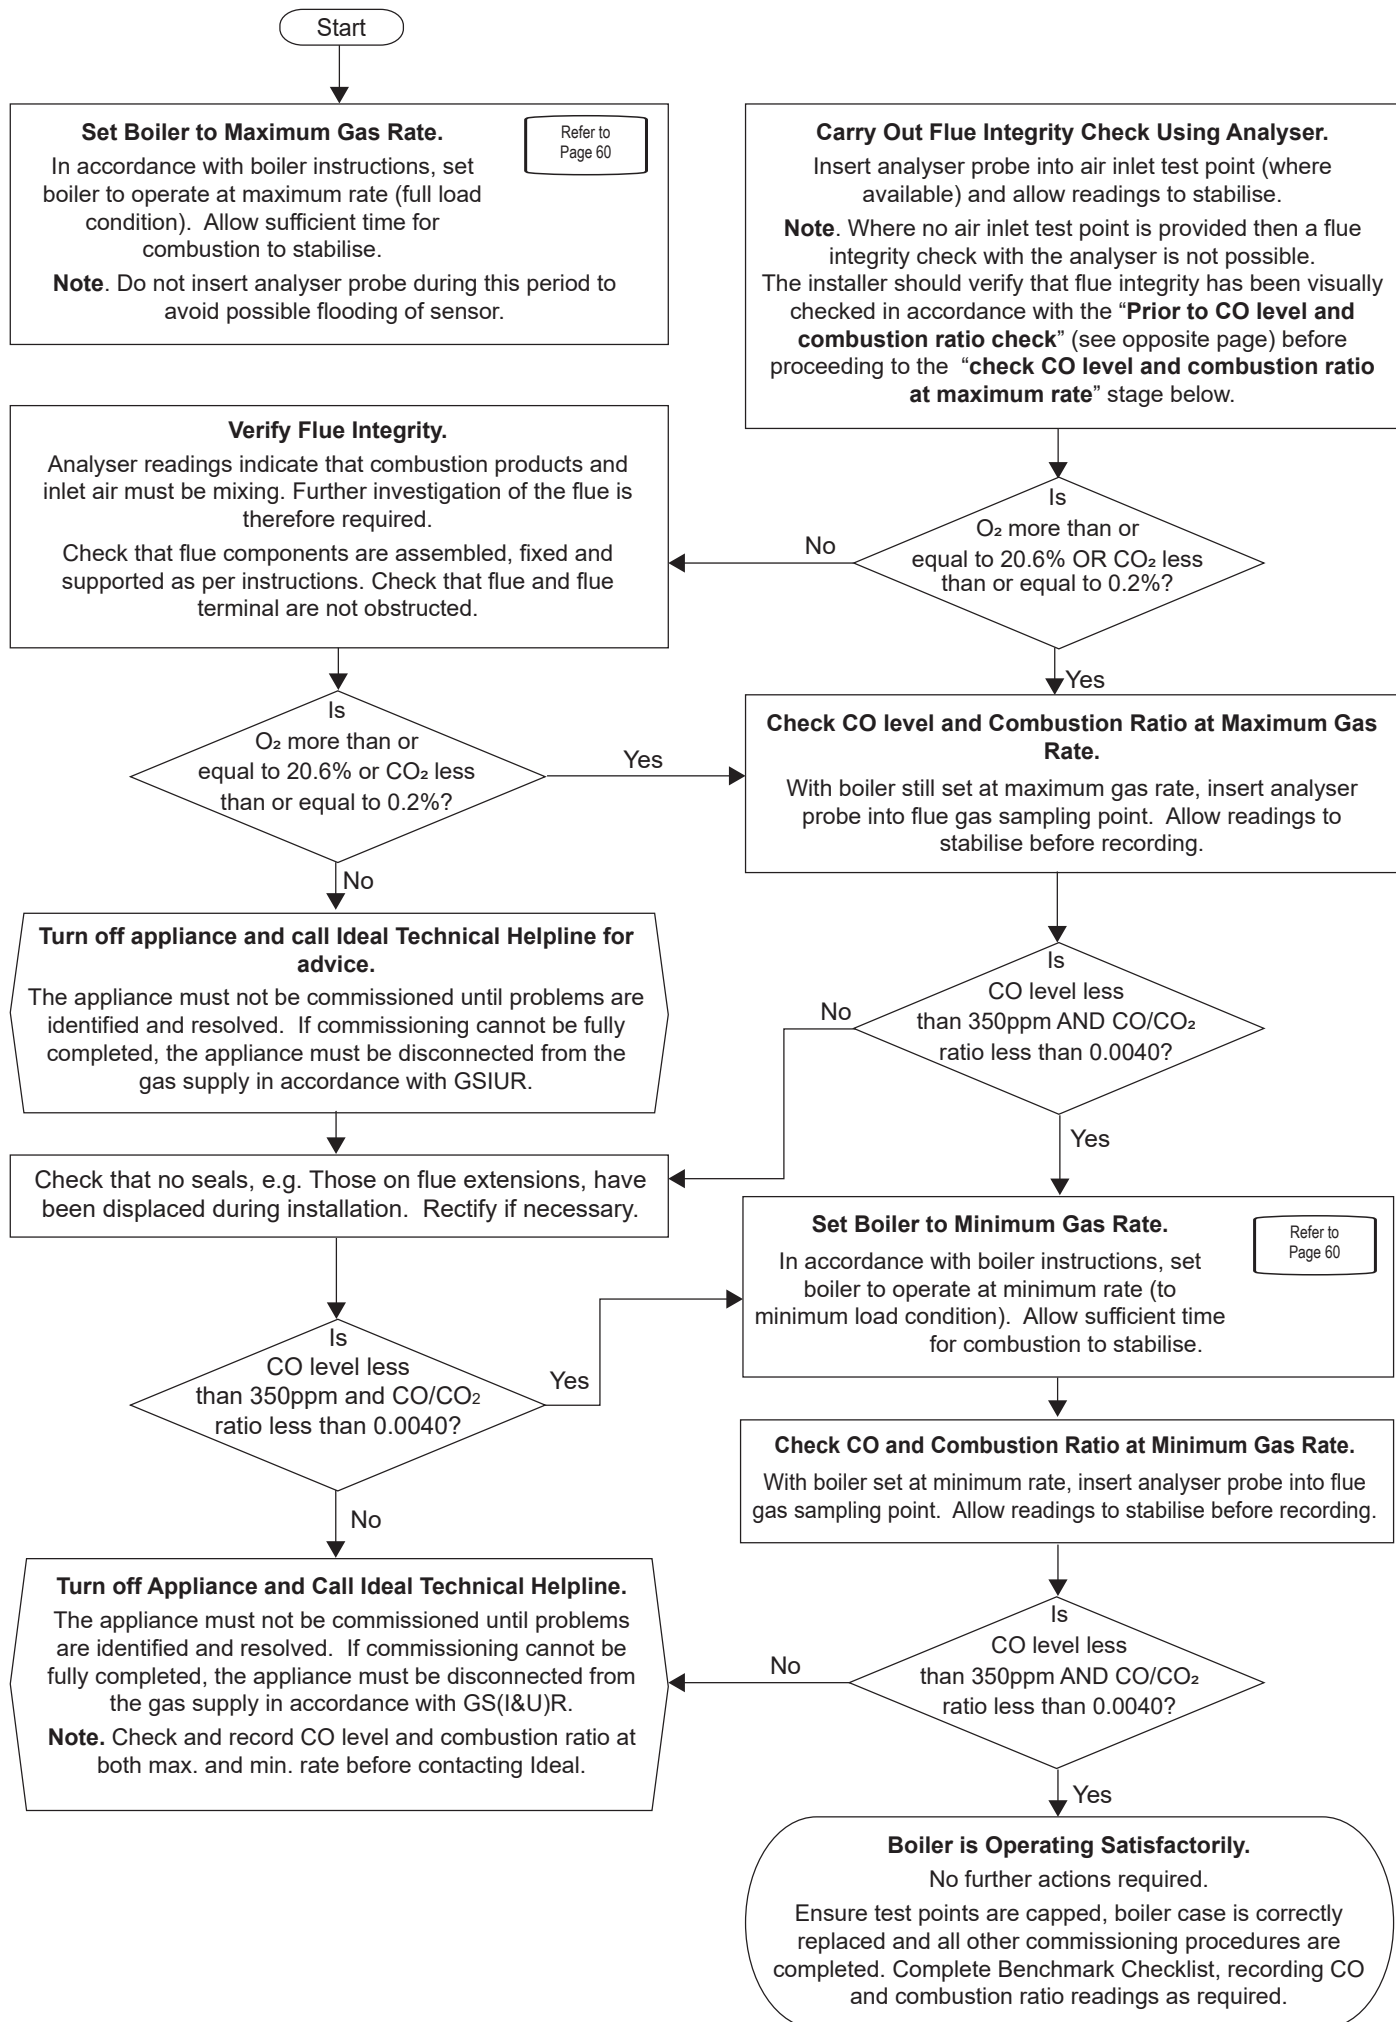 Start
Set Boiler to Maximum Gas Rate.
Refer to
Page 60
In accordance with boiler instructions, set
boiler to operate at maximum rate (full load
condition).  Allow sufficient time for
combustion to stabilise.
Note. Do not insert analyser probe during this period to
avoid possible flooding of sensor.
Carry Out Flue Integrity Check Using Analyser.
Insert analyser probe into air inlet test point (where
available) and allow readings to stabilise.
Note. Where no air inlet test point is provided then a flue
integrity check with the analyser is not possible.
The installer should verify that flue integrity has been visually
checked in accordance with the “Prior to CO level and
combustion ratio check” (see opposite page) before
proceeding to the  “check CO level and combustion ratio
at maximum rate” stage below.
Is
O₂ more than or
equal to 20.6% OR CO₂ less
than or equal to 0.2%?
No
Yes
Verify Flue Integrity.
Analyser readings indicate that combustion products and
inlet air must be mixing. Further investigation of the flue is
therefore required.
Check that flue components are assembled, fixed and
supported as per instructions. Check that flue and flue
terminal are not obstructed.
Is
O₂ more than or
equal to 20.6% or CO₂ less
than or equal to 0.2%?
Yes
No
Check CO level and Combustion Ratio at Maximum Gas
Rate.
With boiler still set at maximum gas rate, insert analyser
probe into flue gas sampling point.  Allow readings to
stabilise before recording.
Turn off appliance and call Ideal Technical Helpline for
advice.
The appliance must not be commissioned until problems are
identified and resolved.  If commissioning cannot be fully
completed, the appliance must be disconnected from the
gas supply in accordance with GSIUR.
Is
CO level less
than 350ppm AND CO/CO₂
ratio less than 0.0040?
No
Yes
Check that no seals, e.g. Those on flue extensions, have
been displaced during installation.  Rectify if necessary.
Set Boiler to Minimum Gas Rate.
Refer to
Page 60
In accordance with boiler instructions, set
boiler to operate at minimum rate (to
minimum load condition).  Allow sufficient time
for combustion to stabilise.
Is
CO level less
than 350ppm and CO/CO₂
ratio less than 0.0040?
Yes
No
Check CO and Combustion Ratio at Minimum Gas Rate.
With boiler set at minimum rate, insert analyser probe into flue
gas sampling point.  Allow readings to stabilise before recording.
Turn off Appliance and Call Ideal Technical Helpline.
The appliance must not be commissioned until problems
are identified and resolved.  If commissioning cannot be
fully completed, the appliance must be disconnected from
the gas supply in accordance with GS(I&U)R.
Note. Check and record CO level and combustion ratio at
both max. and min. rate before contacting Ideal.
Is
CO level less
than 350ppm AND CO/CO₂
ratio less than 0.0040?
No
Yes
Boiler is Operating Satisfactorily.
No further actions required.
Ensure test points are capped, boiler case is correctly
replaced and all other commissioning procedures are
completed. Complete Benchmark Checklist, recording CO
and combustion ratio readings as required.